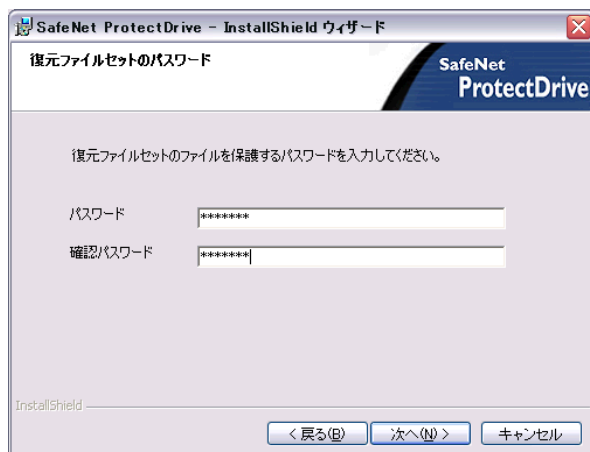 SafeNet ProtectDrive - InstallShield ウィザード
復元ファイルセットのパスワード
SafeNet
ProtectDrive
復元ファイルセットのファイルを保護するパスワードを入力してください。
パスワード
*******
確認パスワード
*******
InstallShield
< 戻る(B)
次へ(N) >
キャンセル